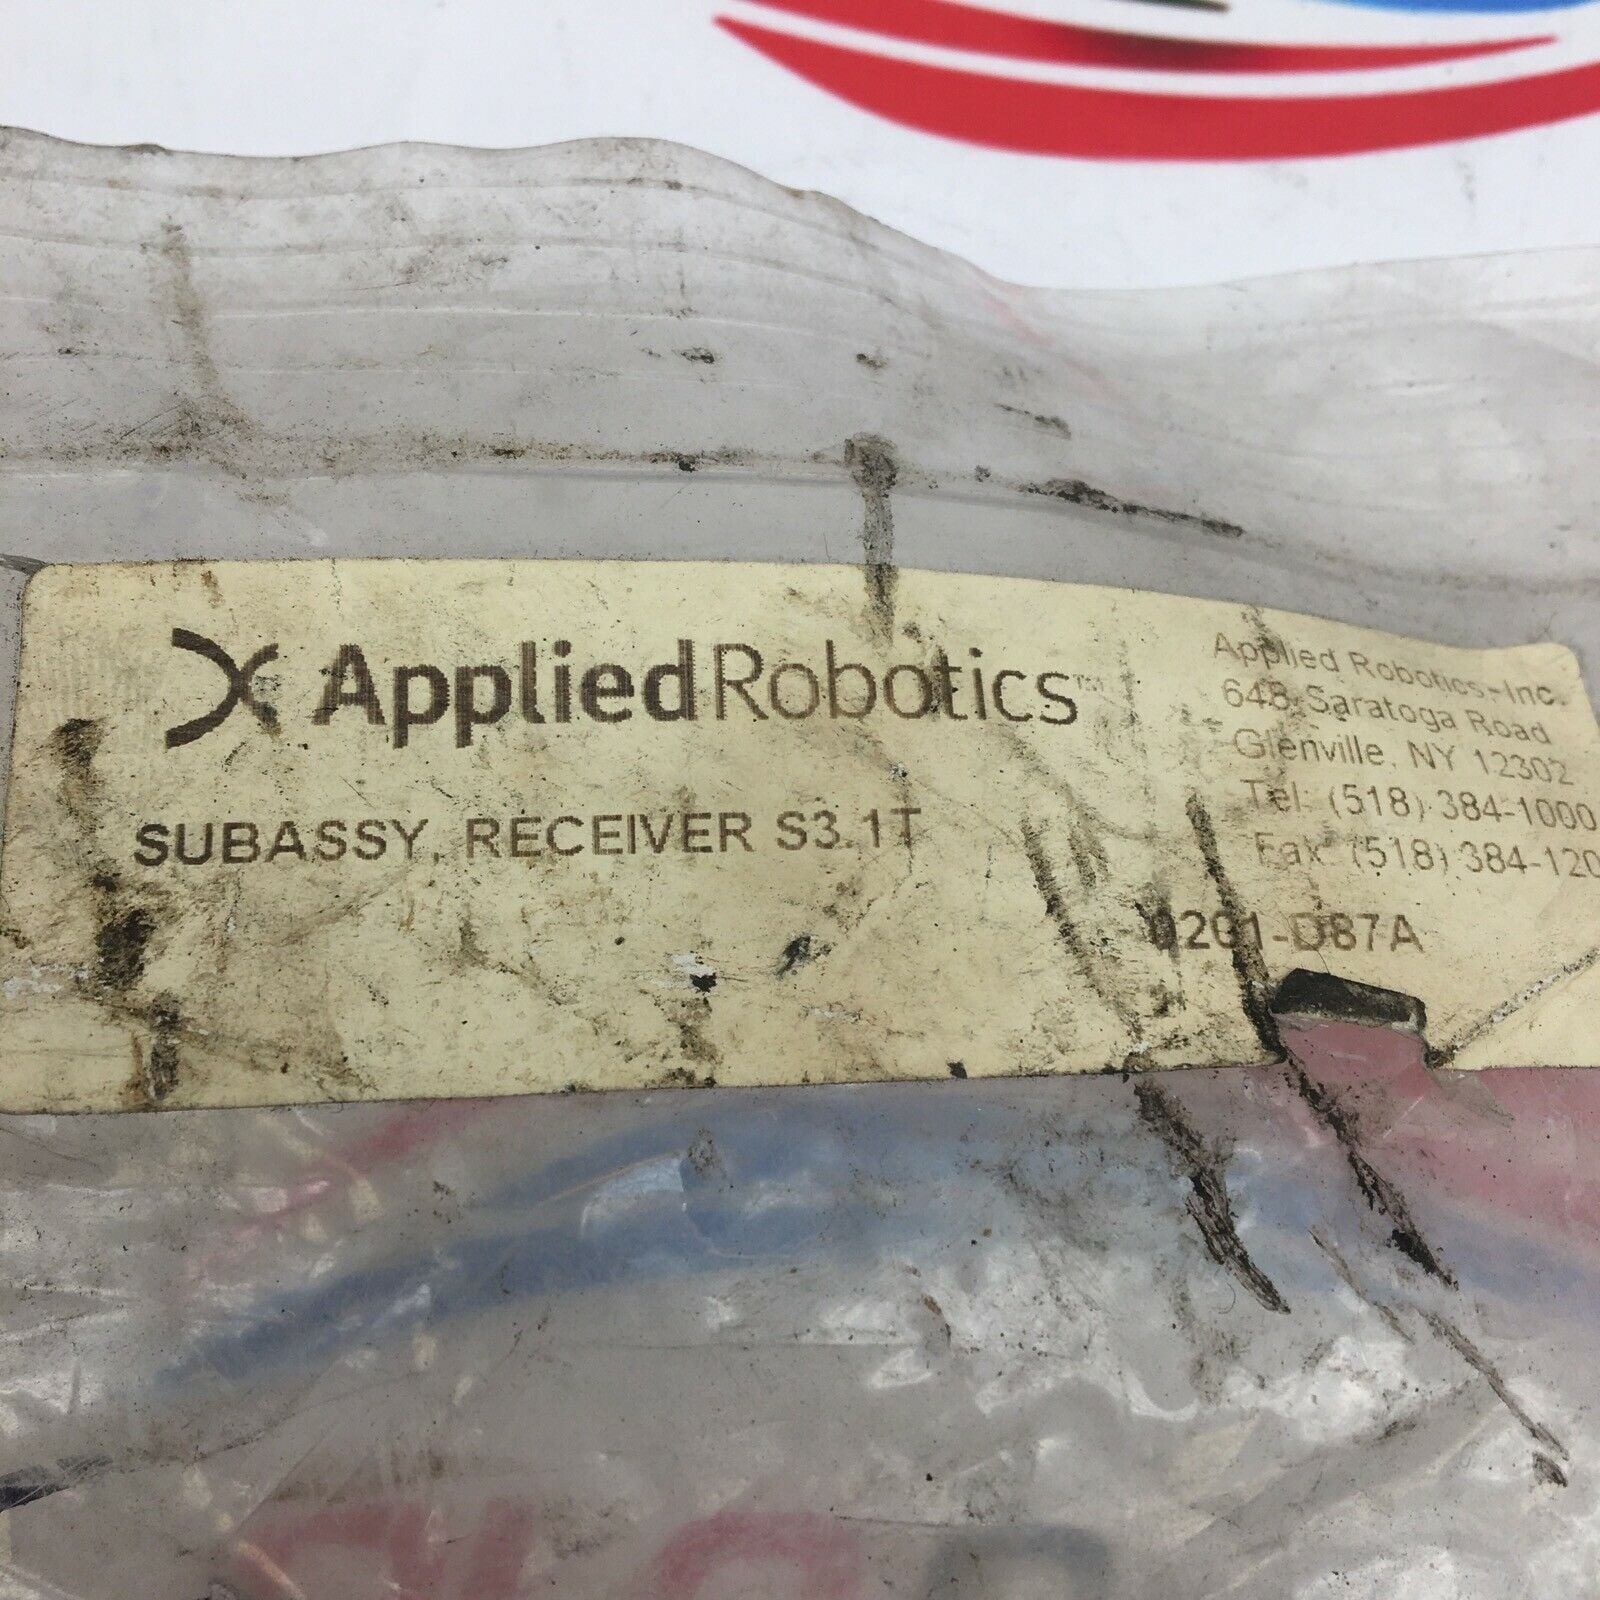 AppliedRobotics™
SUBASSY, RECEIVER S3.1T
Applied Robotics, Inc.
648 Saratoga Road
Glenville, NY 12302
Tel: (518) 384-1000
Fax: (518) 384-120
0201-D87A